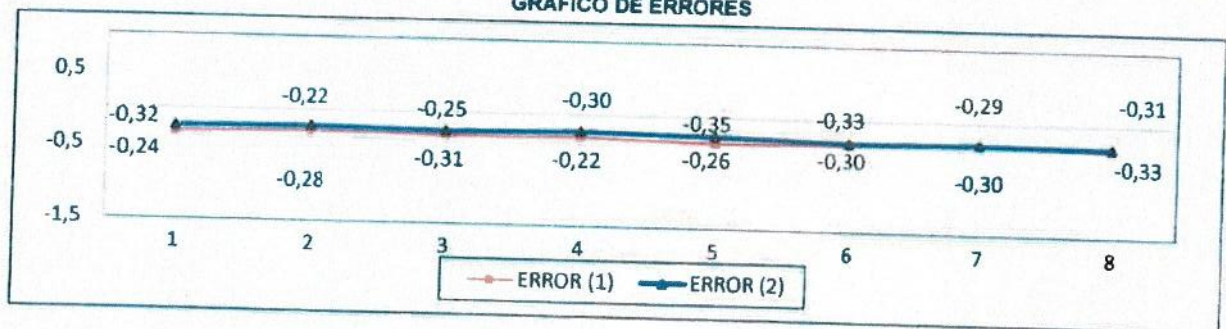 GRÁFICO DE ERRORES
0,5
-0,32 -0,22 -0,25 -0,30 -0,35 -0,33 -0,29 -0,31
-0,5
-0,24 -0,28 -0,31 -0,22 -0,26 -0,30 -0,30 -0,33
-1,5
1 2 3 4 5 6 7 8
ERROR (1) ERROR (2)